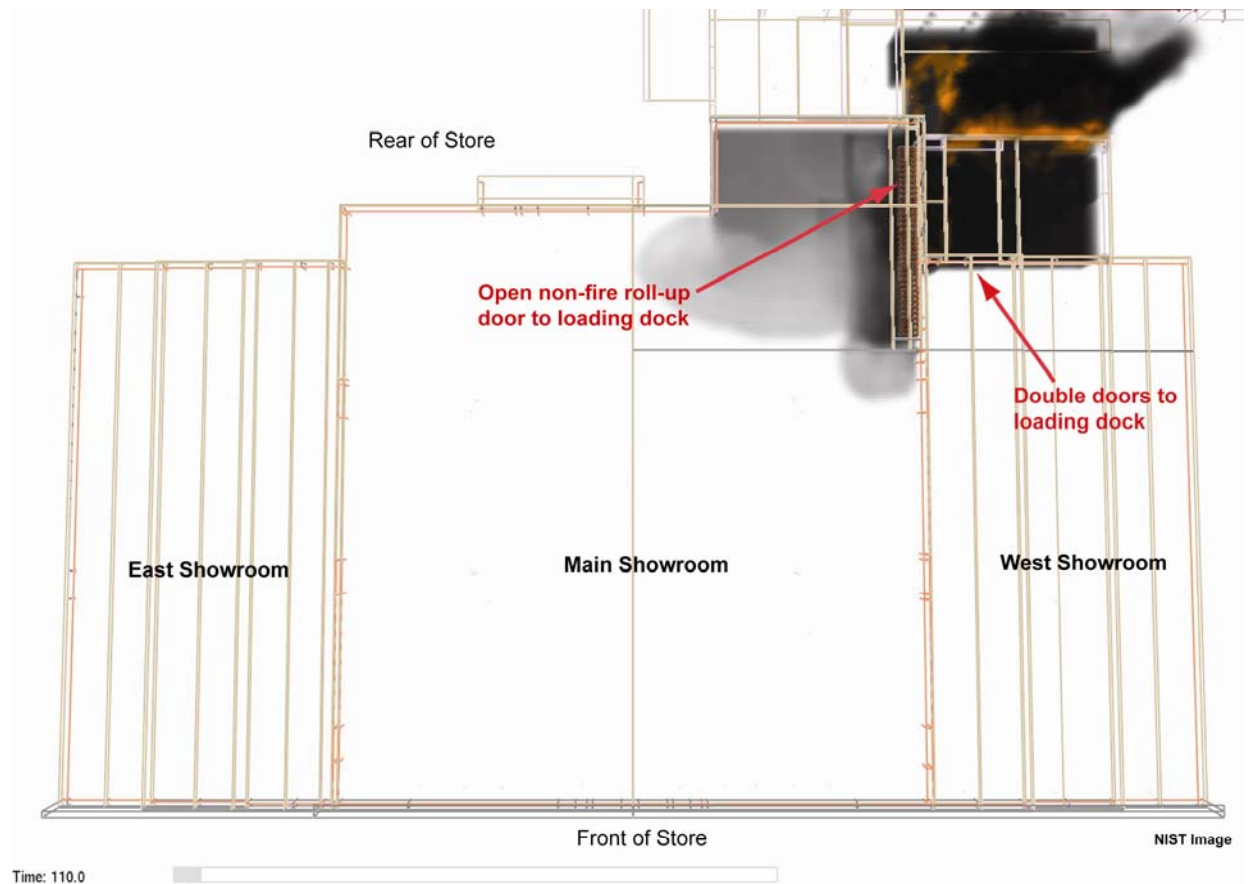 Rear of Store
Open non-fire roll-up
door to loading dock
Double doors to
loading dock
East Showroom
Main Showroom
West Showroom
Front of Store
NIST Image
Time: 110.0